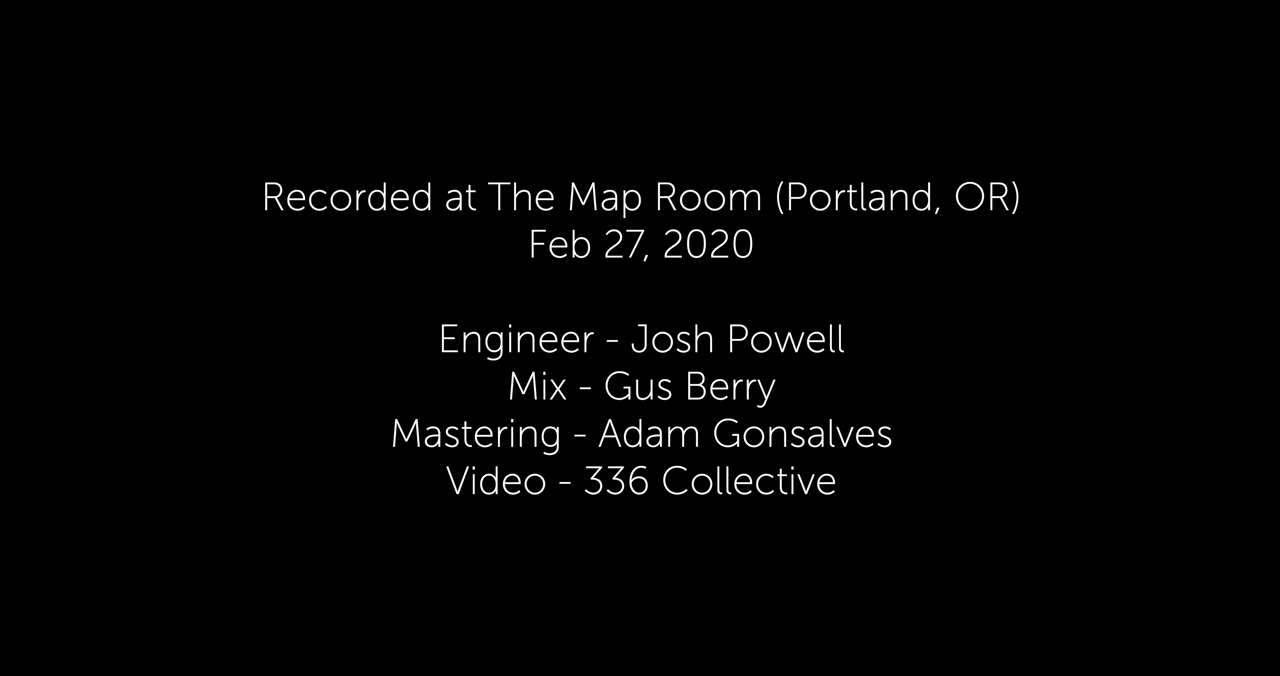 Recorded at The Map Room (Portland, OR)
Feb 27, 2020
Engineer - Josh Powell
Mix - Gus Berry
Mastering - Adam Gonsalves
Video - 336 Collective